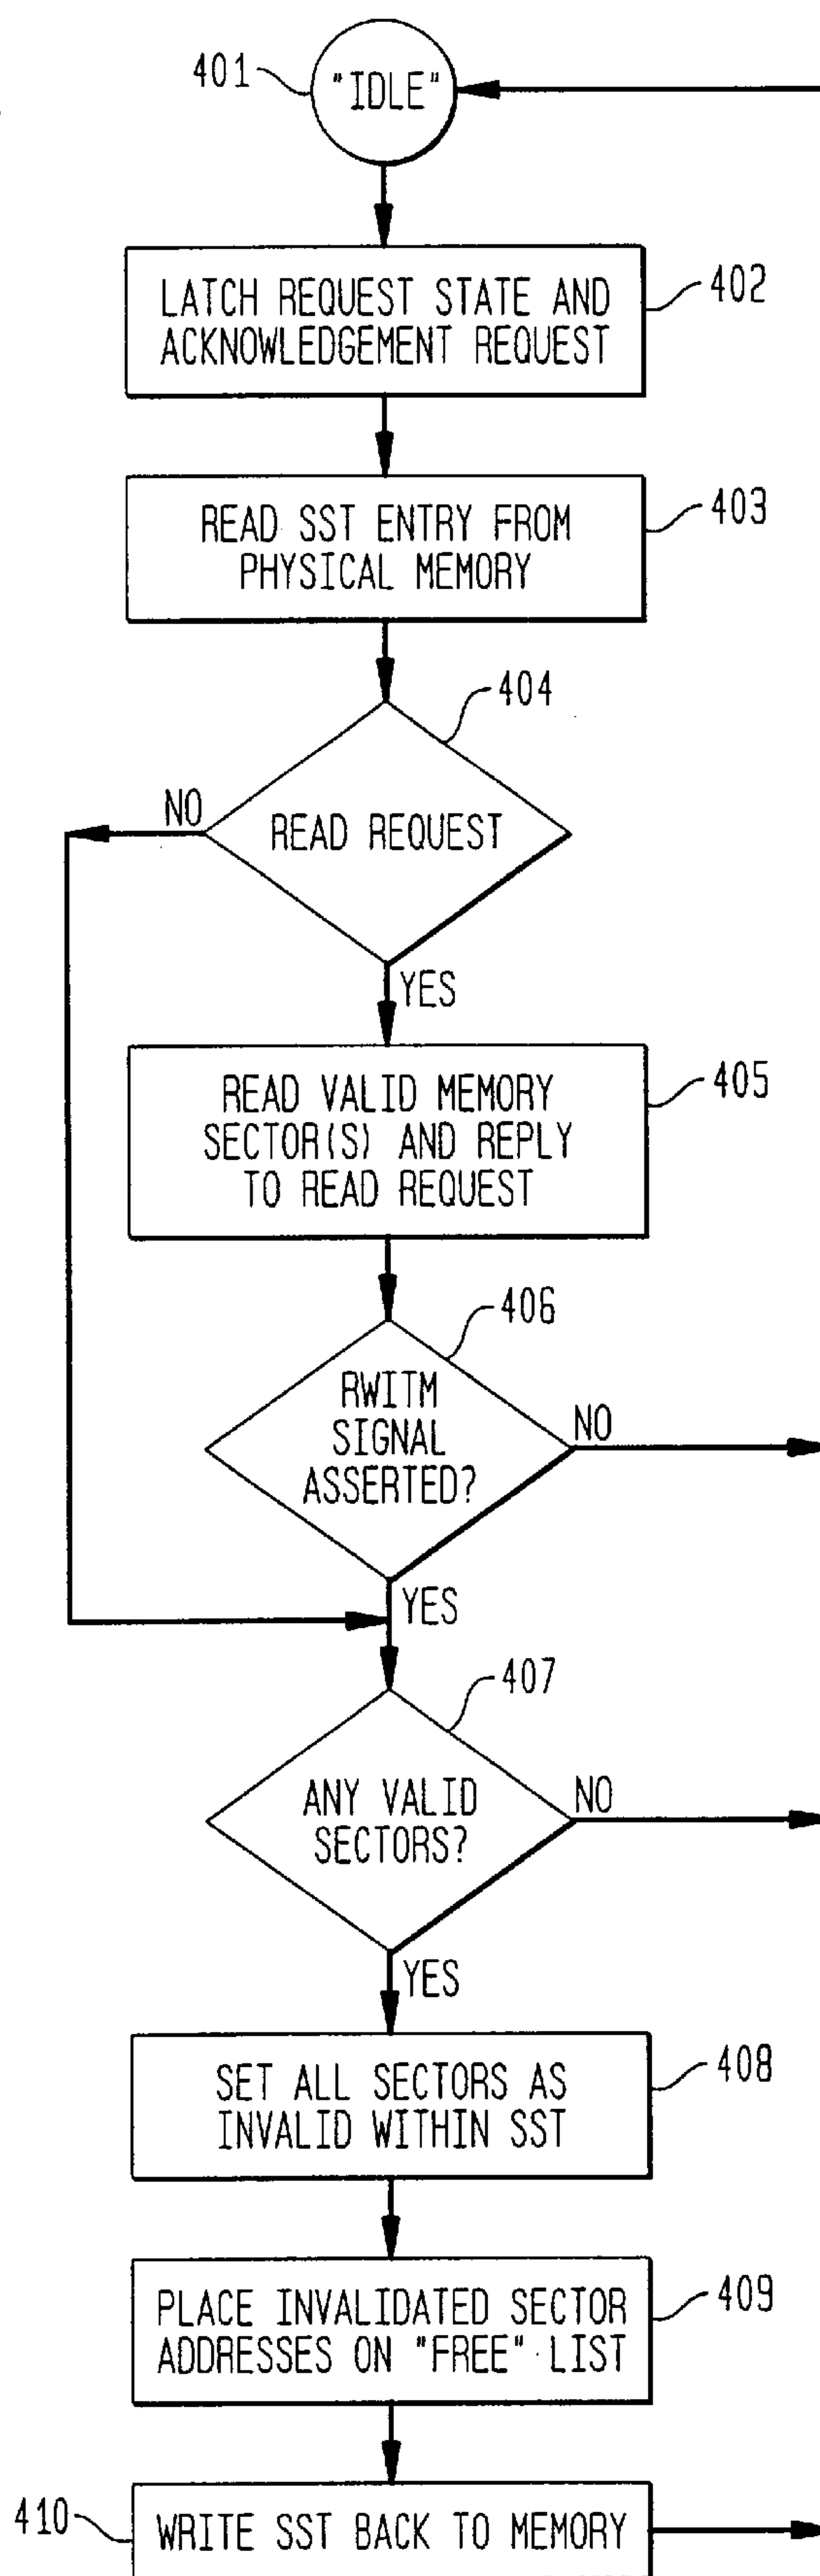 401
"IDLE"
LATCH REQUEST STATE AND
ACKNOWLEDGEMENT REQUEST
402
READ SST ENTRY FROM
PHYSICAL MEMORY
403
404
NO
READ REQUEST
YES
READ VALID MEMORY
SECTOR(S) AND REPLY
TO READ REQUEST
405
406
RWITM
SIGNAL
ASSERTED?
NO
YES
407
ANY VALID
SECTORS?
NO
YES
SET ALL SECTORS AS
INVALID WITHIN SST
408
PLACE INVALIDATED SECTOR
ADDRESSES ON "FREE" LIST
409
410
WRITE SST BACK TO MEMORY